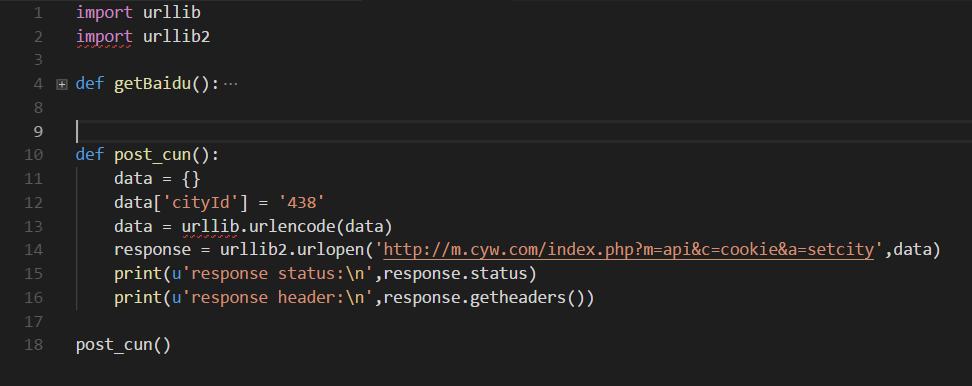 1 import urllib
2 import urllib2
3
4 def getBaidu():···
8
9
10 def post_cun():
11     data = {}
12     data['cityId'] = '438'
13     data = urllib.urlencode(data)
14     response = urllib2.urlopen('http://m.cyw.com/index.php?m=api&c=cookie&a=setcity',data)
15     print(u'response status:\n',response.status)
16     print(u'response header:\n',response.getheaders())
17
18 post_cun()